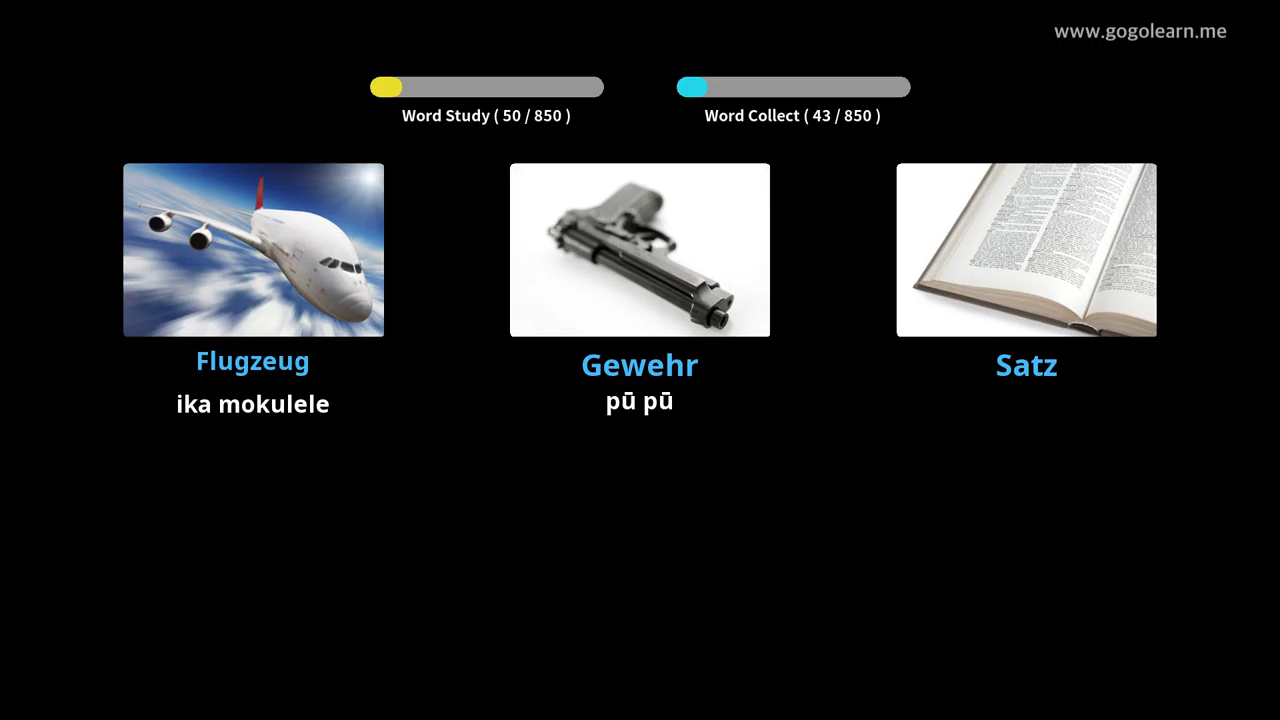 www.gogolearn.me
Word Study ( 50 / 850 )
Word Collect ( 43 / 850 )
Flugzeug
ika mokulele
Gewehr
pū pū
Satz